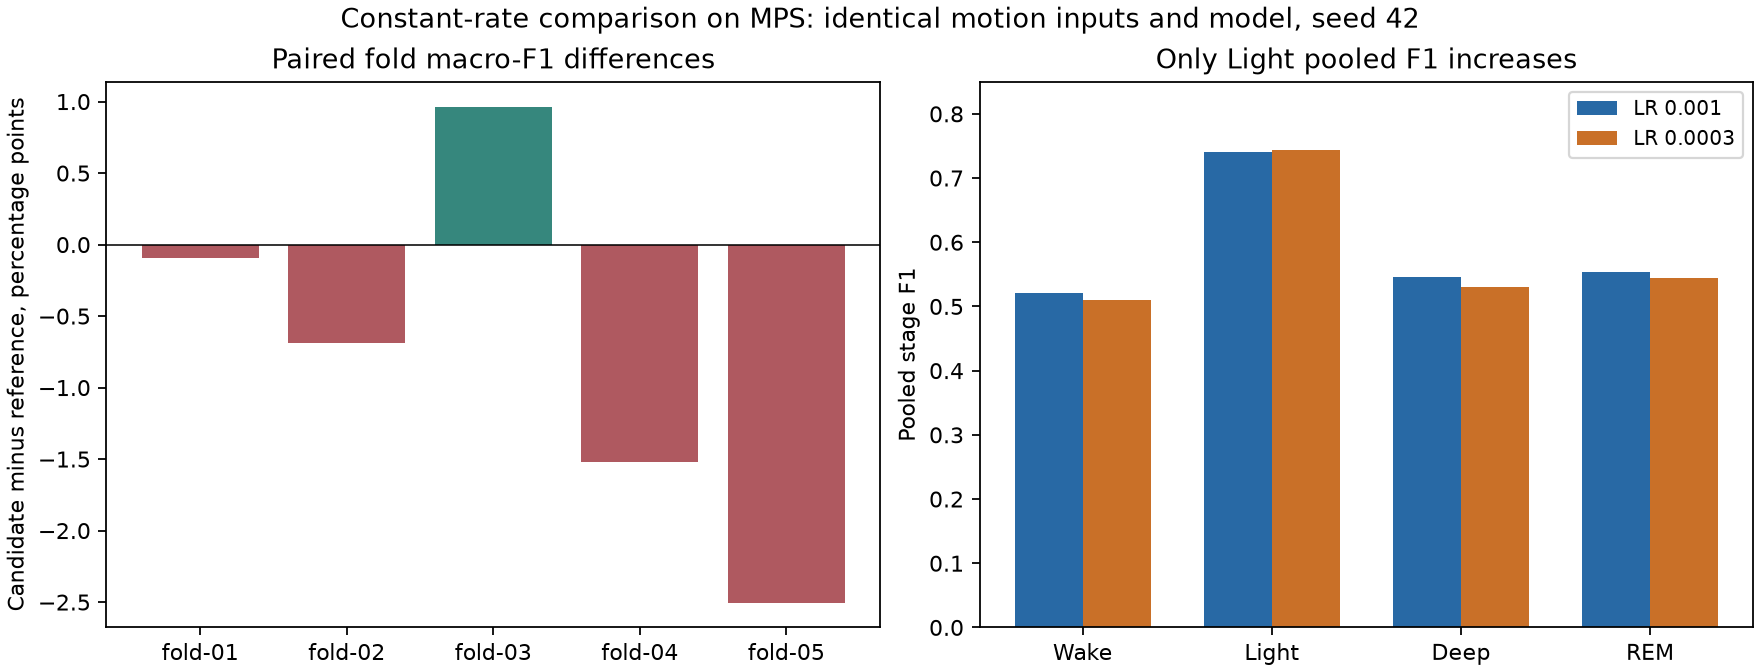 Constant-rate comparison on MPS: identical motion inputs and model, seed 42
Paired fold macro-F1 differences
Candidate minus reference, percentage points
1.0
0.5
0.0
−0.5
−1.0
−1.5
−2.0
−2.5
fold-01
fold-02
fold-03
fold-04
fold-05
Only Light pooled F1 increases
Pooled stage F1
0.8
0.7
0.6
0.5
0.4
0.3
0.2
0.1
0.0
LR 0.001
LR 0.0003
Wake
Light
Deep
REM